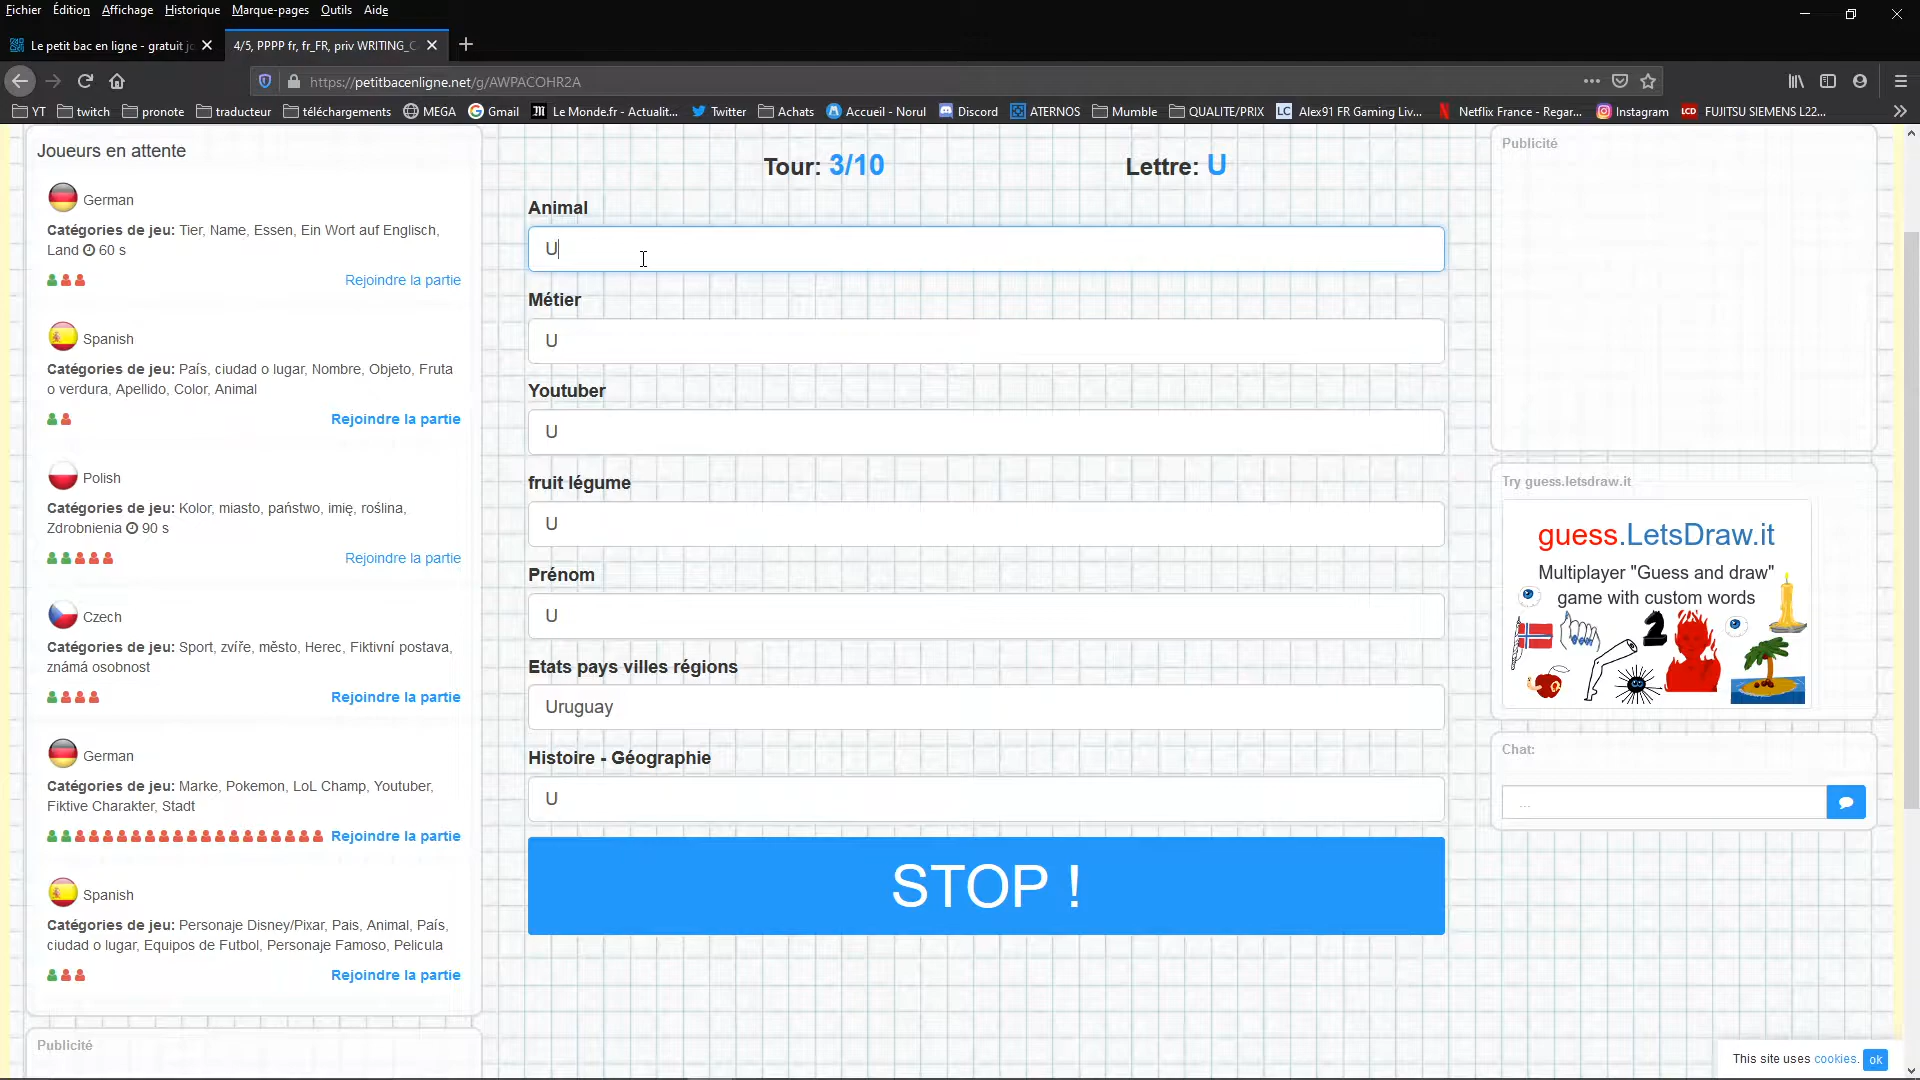 Fichier Édition Affichage Historique Marque-pages Outils Aide
Le petit bac en ligne - gratuit jo
4/5, PPPP fr, fr_FR, priv WRITING_C
https://petitbacenligne.net/g/AWPACOHR2A
YT twitch pronote traducteur téléchargements MEGA Gmail Le Monde.fr - Actualit... Twitter Achats Accueil - Norul Discord ATERNOS Mumble QUALITE/PRIX Alex91 FR Gaming Liv... Netflix France - Regar... Instagram FUJITSU SIEMENS L22...
Joueurs en attente
German
Catégories de jeu: Tier, Name, Essen, Ein Wort auf Englisch,
Land 60 s
Rejoindre la partie
Spanish
Catégories de jeu: País, ciudad o lugar, Nombre, Objeto, Fruta
o verdura, Apellido, Color, Animal
Rejoindre la partie
Polish
Catégories de jeu: Kolor, miasto, państwo, imię, roślina,
Zdrobnienia 90 s
Rejoindre la partie
Czech
Catégories de jeu: Sport, zvíře, město, Herec, Fiktivní postava,
známá osobnost
Rejoindre la partie
German
Catégories de jeu: Marke, Pokemon, LoL Champ, Youtuber,
Fiktive Charakter, Stadt
Rejoindre la partie
Spanish
Catégories de jeu: Personaje Disney/Pixar, Pais, Animal, País,
ciudad o lugar, Equipos de Futbol, Personaje Famoso, Pelicula
Rejoindre la partie
Publicité
Tour: 3/10 Lettre: U
Animal
U
Métier
U
Youtuber
U
fruit légume
U
Prénom
U
Etats pays villes régions
Uruguay
Histoire - Géographie
U
STOP !
Publicité
Try guess.letsdraw.it
guess.LetsDraw.it
Multiplayer "Guess and draw"
game with custom words
Chat:
...
This site uses cookies. ok